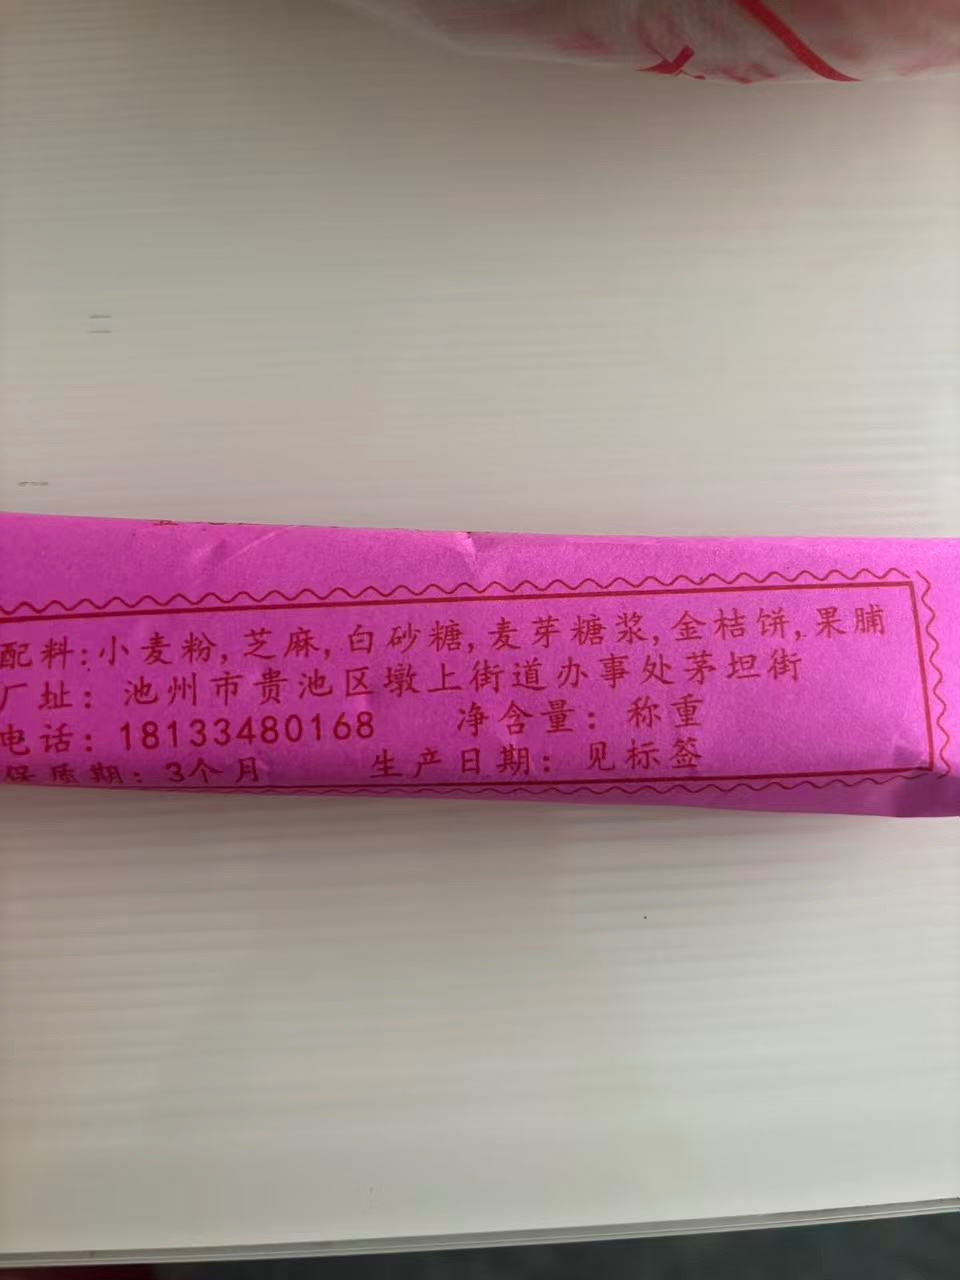 配料:小麦粉,芝麻,白砂糖,麦芽糖浆,金桔饼,果脯
厂址：池州市贵池区墩上街道办事处茅坦街
电话：18133480168 净含量：称重
保质期：3个月 生产日期：见标签